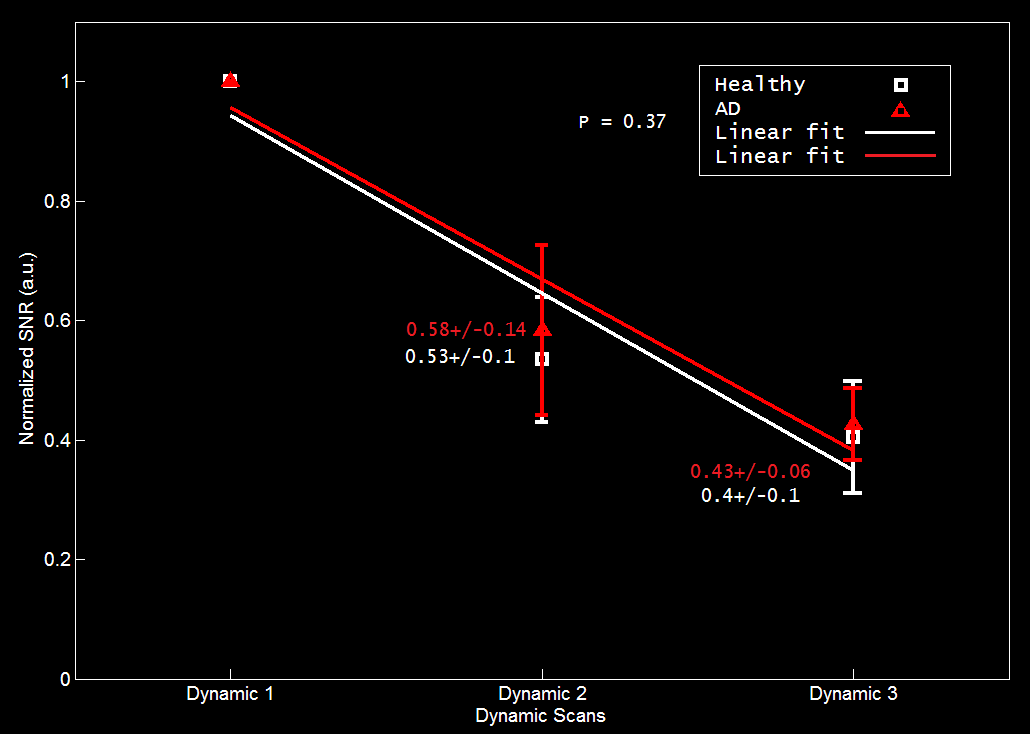 Healthy
AD
P = 0.37
Linear fit
Linear fit
1
0.8
0.6
0.4
0.2
0
Normalized SNR (a.u.)
0.58+/-0.14
0.53+/-0.1
0.43+/-0.06
0.4+/-0.1
Dynamic 1
Dynamic 2
Dynamic 3
Dynamic Scans